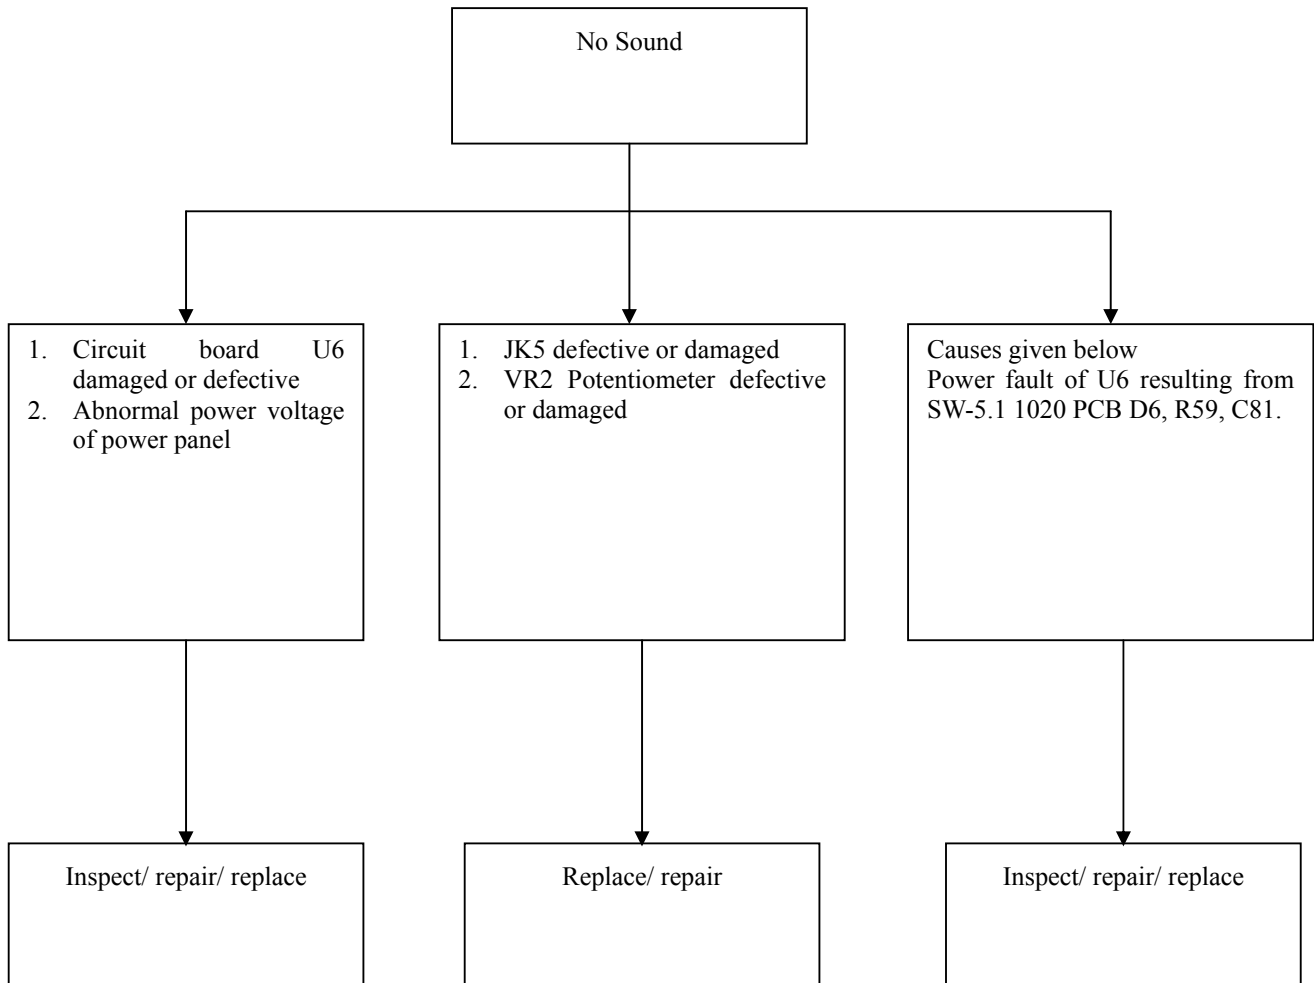 No Sound
1. Circuit board U6
damaged or defective
2. Abnormal power voltage
of power panel
1. JK5 defective or damaged
2. VR2 Potentiometer defective
or damaged
Causes given below
Power fault of U6 resulting from
SW-5.1 1020 PCB D6, R59, C81.
Inspect/ repair/ replace
Replace/ repair
Inspect/ repair/ replace